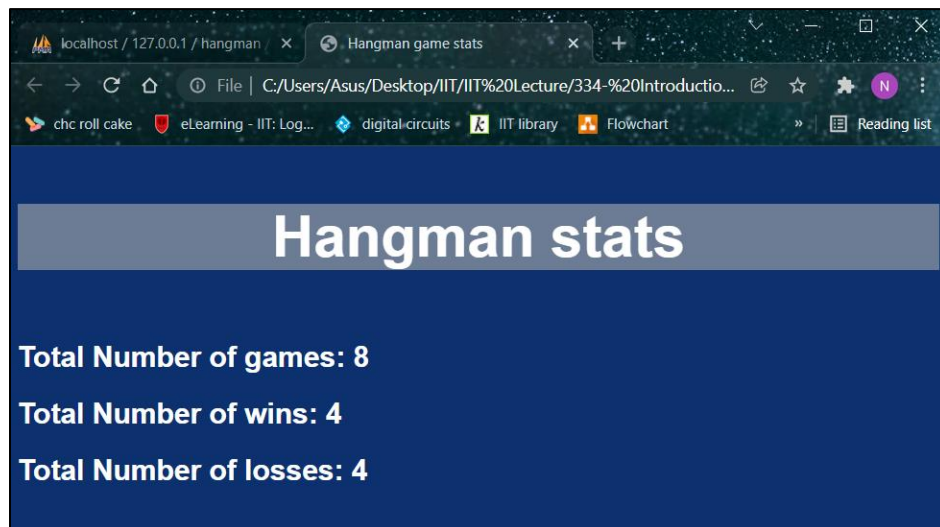 localhost / 127.0.0.1 / hangman
Hangman game stats
File | C:/Users/Asus/Desktop/IIT/IIT%20Lecture/334-%20Introductio...
N
chc roll cake
eLearning - IIT: Log...
digital-circuits
k IIT library
Flowchart
»
Reading list
Hangman stats
Total Number of games: 8
Total Number of wins: 4
Total Number of losses: 4